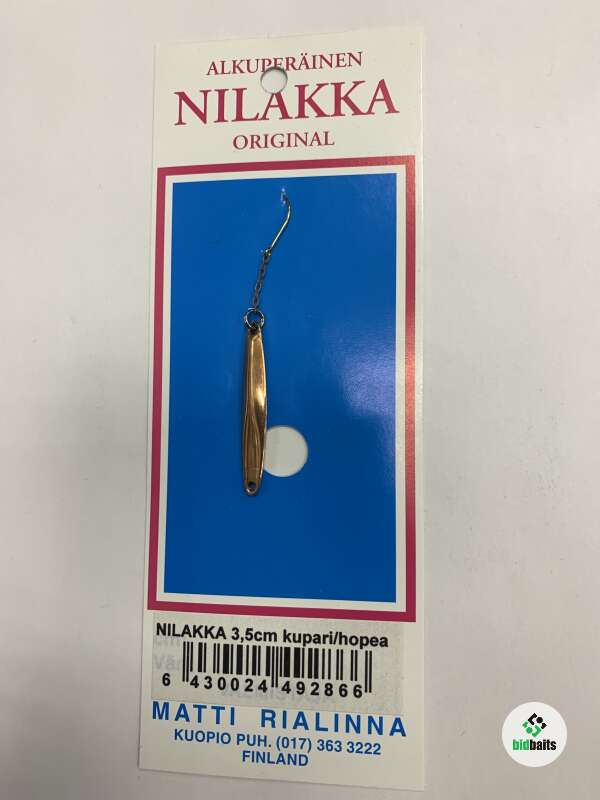 ALKUPERÄINEN
NILAKKA
ORIGINAL
NILAKKA 3,5cm kupari/hopea
6 430024 492866
MATTI RIALINNA
KUOPIO PUH. (017) 363 3222
FINLAND
bidbaits